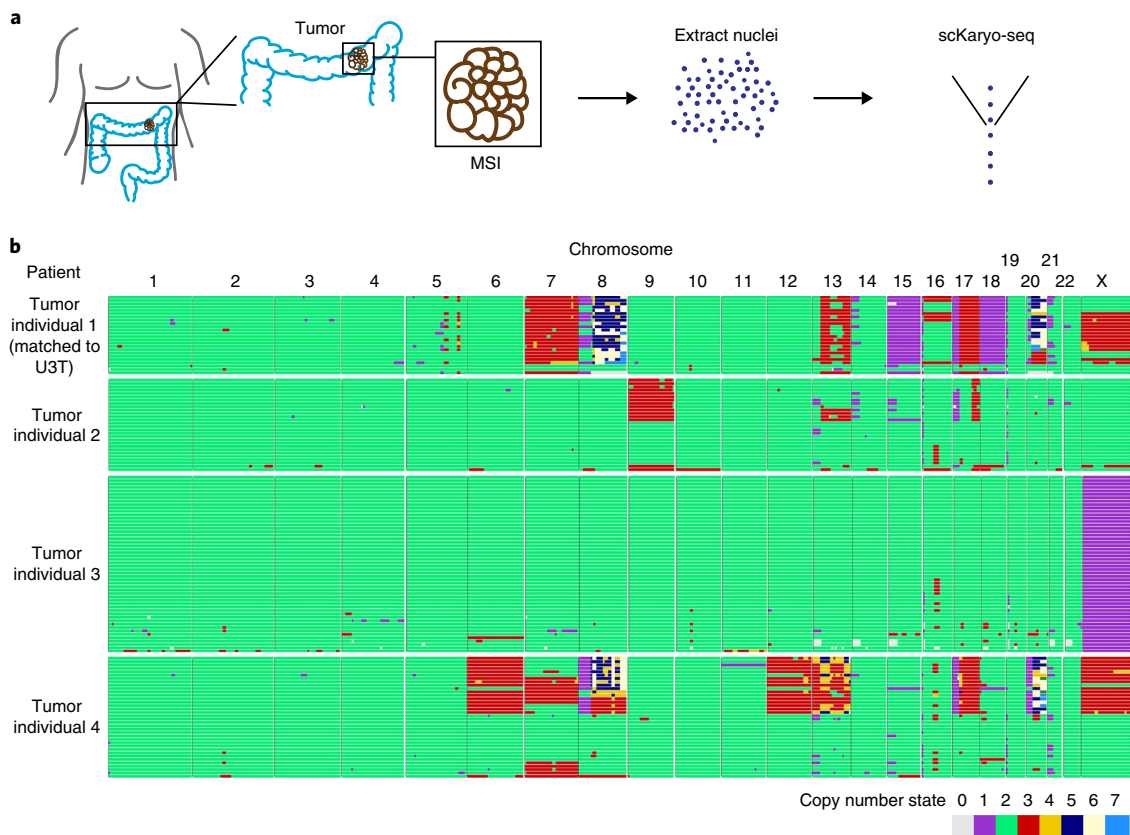 a
Tumor
MSI
Extract nuclei
scKaryo-seq
b
Chromosome
Patient
1 2 3 4 5 6 7 8 9 10 11 12 13 14 15 16 17 18 19 20 21 22 X
Tumor
individual 1
(matched to
U3T)
Tumor
individual 2
Tumor
individual 3
Tumor
individual 4
Copy number state 0 1 2 3 4 5 6 7